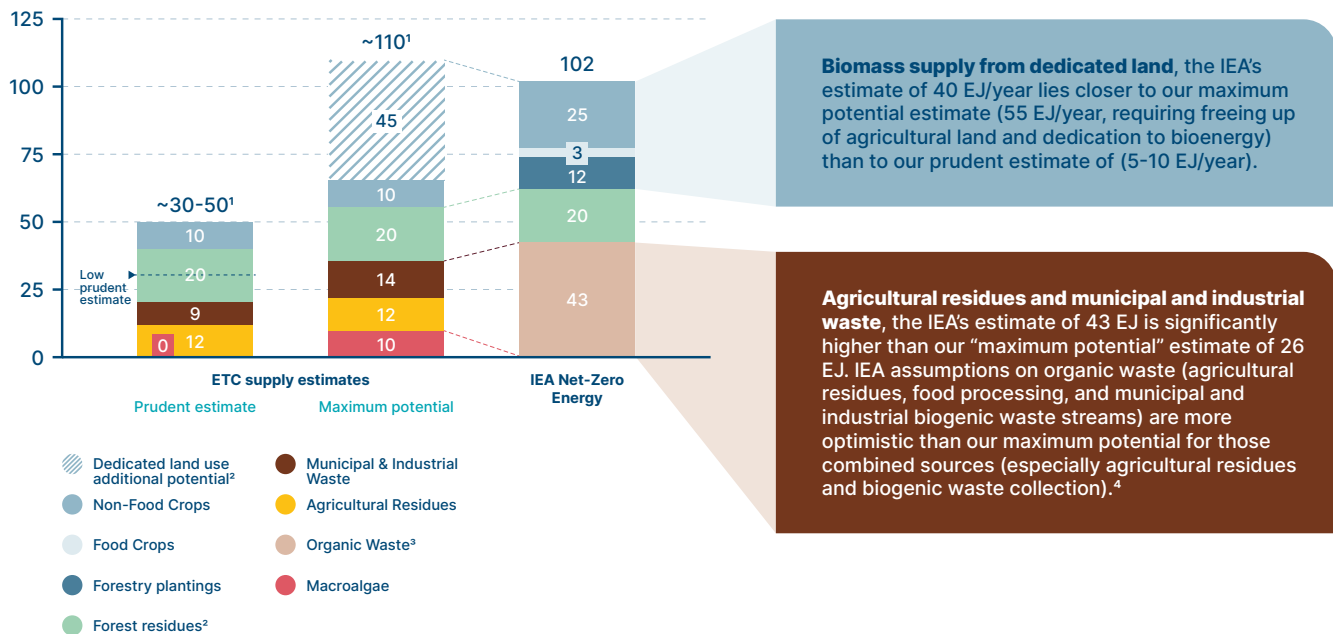 125
100
75
50
25
0
~30-50¹
10
20
9
12
0
Low
prudent
estimate
~110¹
45
10
20
14
12
10
102
25
3
12
20
43
ETC supply estimates
Prudent estimate
Maximum potential
IEA Net-Zero
Energy
Dedicated land use
additional potential²
Non-Food Crops
Food Crops
Forestry plantings
Forest residues²
Municipal & Industrial
Waste
Agricultural Residues
Organic Waste³
Macroalgae
Biomass supply from dedicated land, the IEA’s
estimate of 40 EJ/year lies closer to our maximum
potential estimate (55 EJ/year, requiring freeing up
of agricultural land and dedication to bioenergy)
than to our prudent estimate of (5-10 EJ/year).
Agricultural residues and municipal and industrial
waste, the IEA’s estimate of 43 EJ is significantly
higher than our “maximum potential” estimate of 26
EJ. IEA assumptions on organic waste (agricultural
residues, food processing, and municipal and
industrial biogenic waste streams) are more
optimistic than our maximum potential for those
combined sources (especially agricultural residues
and biogenic waste collection).⁴